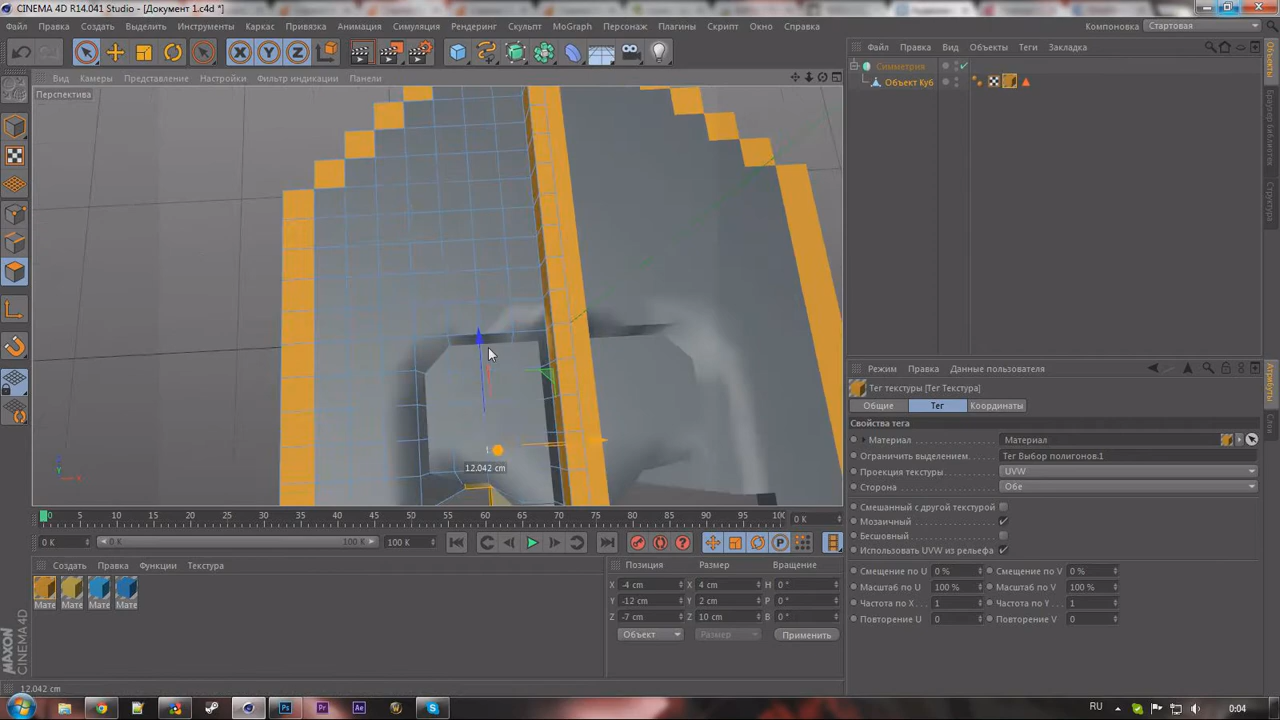 CINEMA 4D R14.041 Studio - [Документ 1.c4d *]
Файл Правка Создать Выделить Инструменты Каркас Привязка Анимация Симуляция Рендеринг Скульпт MoGraph Персонаж Плагины Скрипт Окно Справка
Компоновка Стартовая
Вид Камеры Представление Настройки Фильтр индикации Панели
Файл Правка Вид Объекты Теги Закладка
Перспектива
Симметрия
Объект Куб
Объекты
Браузер библиотек
Структура
12.042 cm
Режим Правка Данные пользователя
Тег текстуры [Тег Текстура]
Общие Тег Координаты
Свойства тега
Материал Материал
Ограничить выделением. Тег Выбор полигонов.1
Проекция текстуры UVW
Сторона Обе
Смешанный с другой текстурой
Мозаичный
Бесшовный
Использовать UVW из рельефа
Смещение по U 0 % Смещение по V 0 %
Масштаб по U 100 % Масштаб по V 100 %
Частота по X 1 Частота по Y 1
Повторение U 0 Повторение V 0
Атрибуты
Слои
0 5 10 15 20 25 30 35 40 45 50 55 60 65 70 75 80 85 90 95 100 0 K
0 K 0 K 100 K 100 K
Создать Правка Функции Текстура
Мате Мате Мате Мате
Позиция Размер Вращение
X -4 cm X 4 cm H 0 °
Y -12 cm Y 2 cm P 0 °
Z -7 cm Z 10 cm B 0 °
Объект Размер Применить
MAXON CINEMA 4D
12.042 cm
RU 0:04